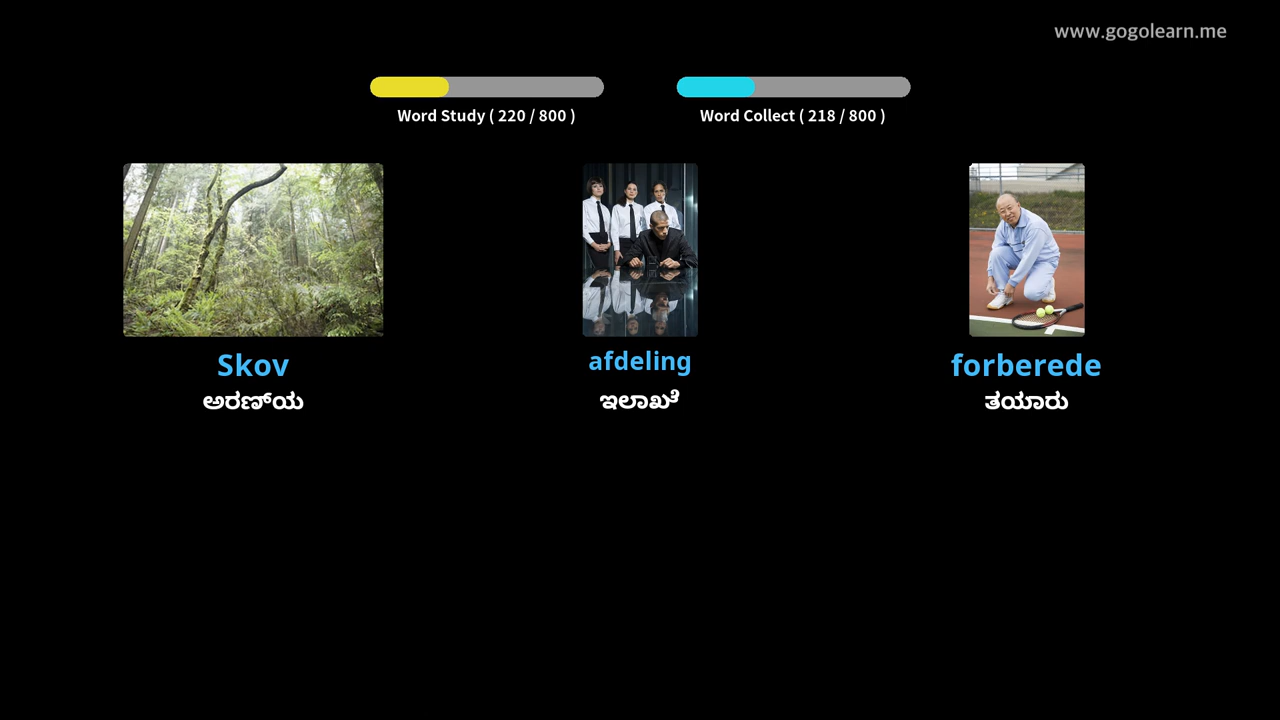 www.gogolearn.me
Word Study ( 220 / 800 )
Word Collect ( 218 / 800 )
Skov
afdeling
forberede
ಅರಣ್‌ಯ
ಇಲಾಖೆ
ತಯಾರು